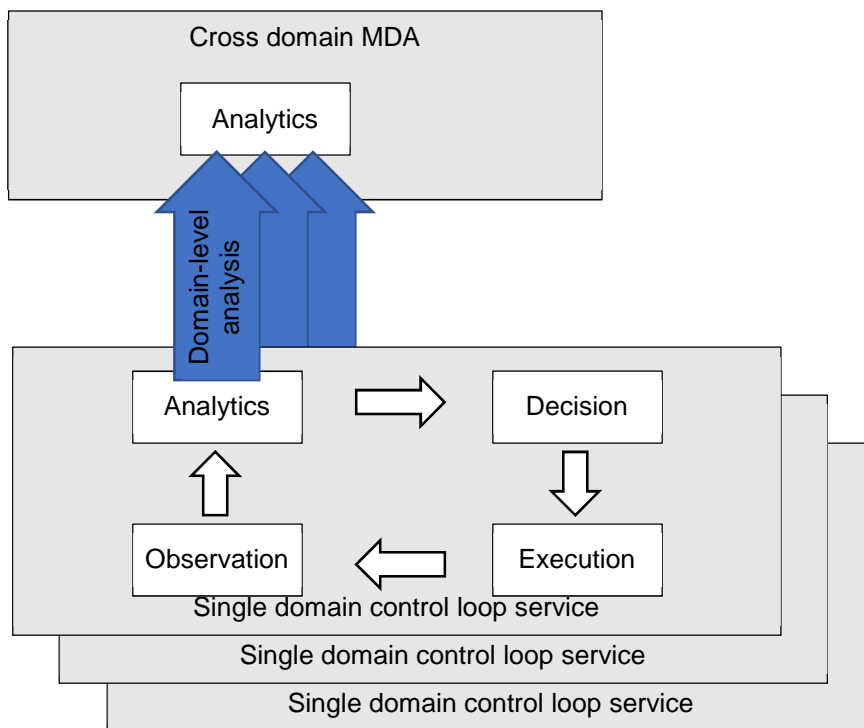 Cross domain MDA
Analytics
Domain-level
analysis
Analytics
Decision
Observation
Execution
Single domain control loop service
Single domain control loop service
Single domain control loop service